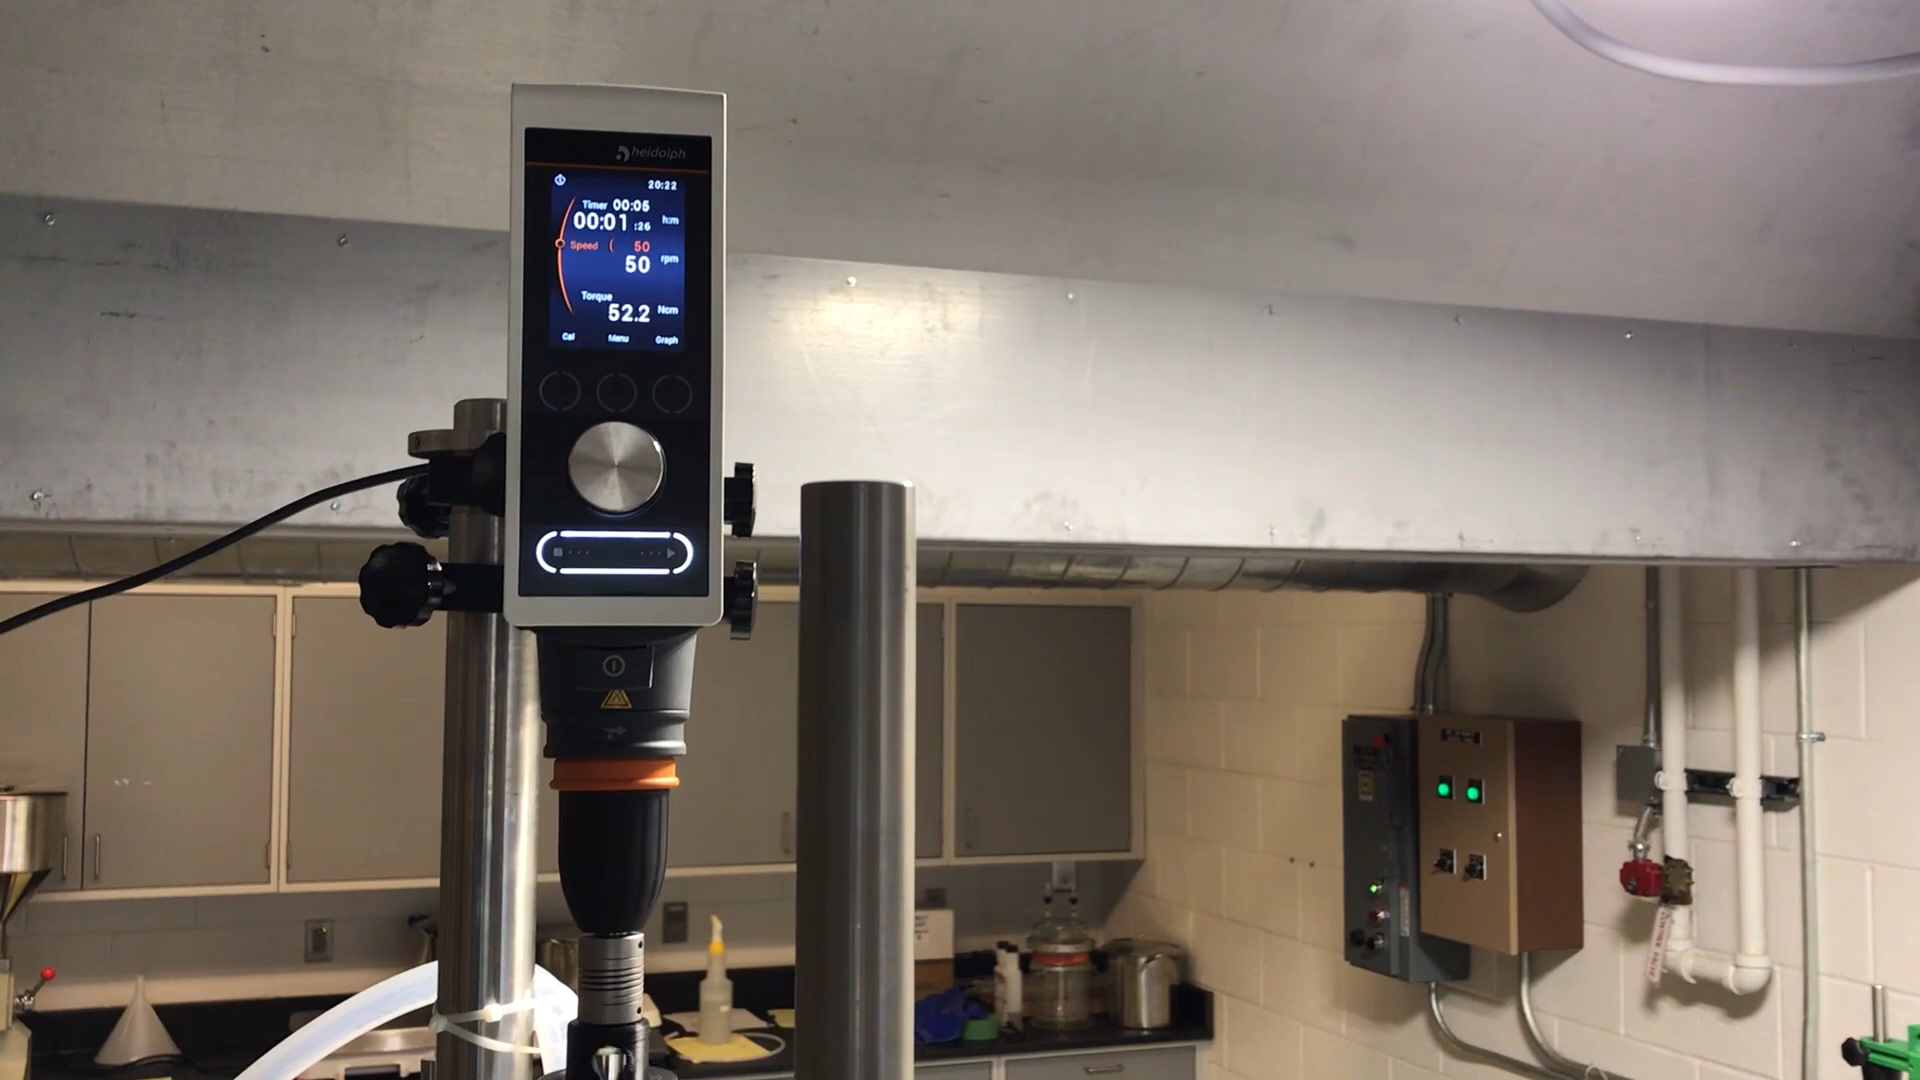 heidolph
20:22
Timer 00:05
00:01 :26 h:m
Speed ( 50
50 rpm
Torque
52.2 Ncm
Cal Menu Graph